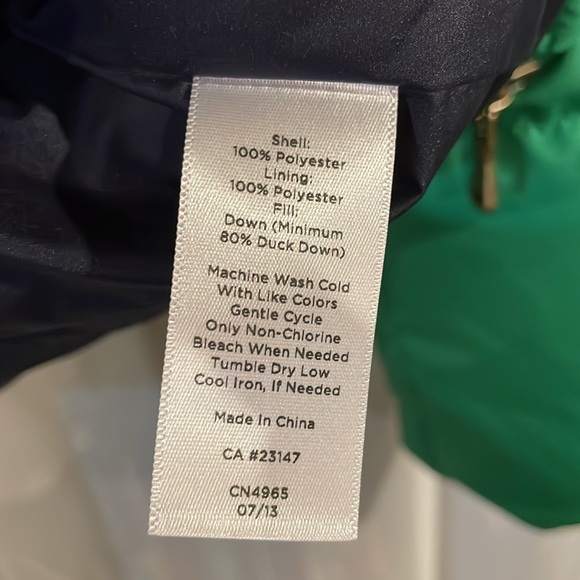 Shell:
100% Polyester
Lining:
100% Polyester
Fill:
Down (Minimum
80% Duck Down)
Machine Wash Cold
With Like Colors
Gentle Cycle
Only Non-Chlorine
Bleach When Needed
Tumble Dry Low
Cool Iron, If Needed
Made In China
CA #23147
CN4965
07/13